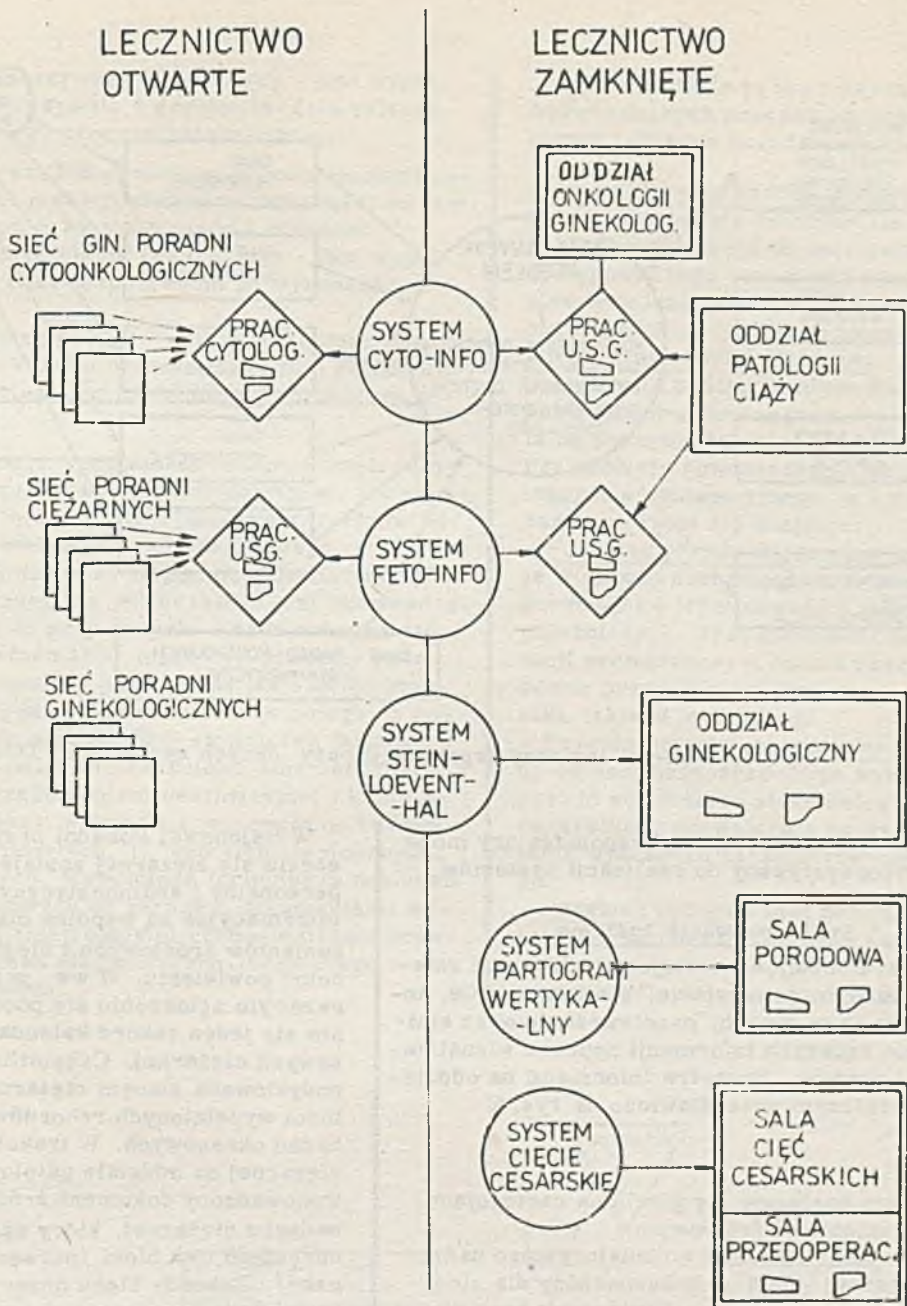 LECZNICTWO
OTWARTE
LECZNICTWO
ZAMKNIĘTE
ODDZIAŁ
ONKOLOGII
GINEKOLOG.
SIEĆ GIN. PORADNI
CYTOONKOLOGICZNYCH
PRAC.
CYTOLOG.
SYSTEM
CYTO-INFO
PRAC.
U.S.G.
ODDZIAŁ
PATOLOGII
CIĄŻY
SIEĆ PORADNI
CIĘŻARNYCH
PRAC.
U.S.G.
SYSTEM
FETO-INFO
PRAC.
U.S.G.
SIEĆ PORADNI
GINEKOLOGICZNYCH
SYSTEM
STEIN-
LOEVENT-
-HAL
ODDZIAŁ
GINEKOLOGICZNY
SYSTEM
PARTOGRAM
WERTYKA-
LNY
SALA
PORODOWA
SYSTEM
CIĘCIE
CESARSKIE
SALA
CIĘĆ
CESARSKICH
SALA
PRZEDOPERAC.